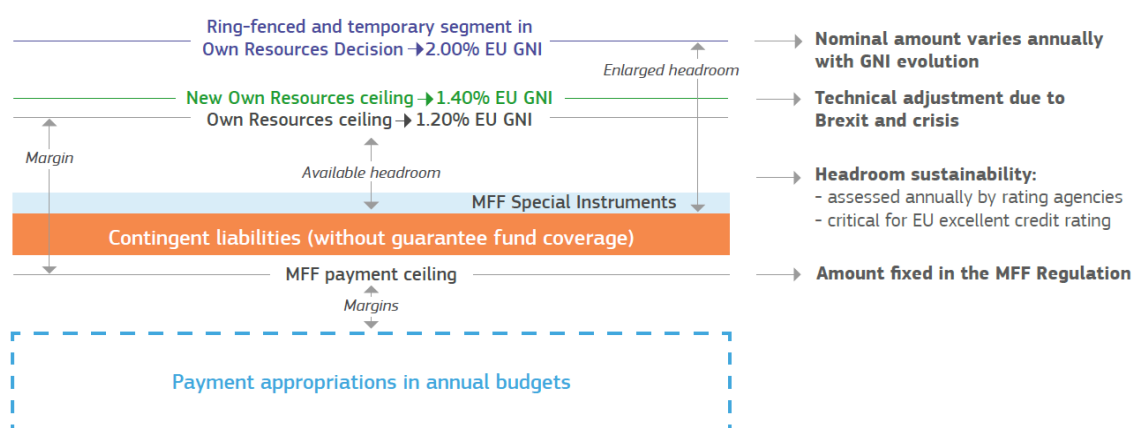 Ring-fenced and temporary segment in
Own Resources Decision → 2.00% EU GNI
Enlarged headroom
New Own Resources ceiling → 1.40% EU GNI
Own Resources ceiling → 1.20% EU GNI
Margin
Available headroom
MFF Special Instruments
Contingent liabilities (without guarantee fund coverage)
MFF payment ceiling
Margins
Payment appropriations in annual budgets
Nominal amount varies annually
with GNI evolution
Technical adjustment due to
Brexit and crisis
Headroom sustainability:
- assessed annually by rating agencies
- critical for EU excellent credit rating
Amount fixed in the MFF Regulation